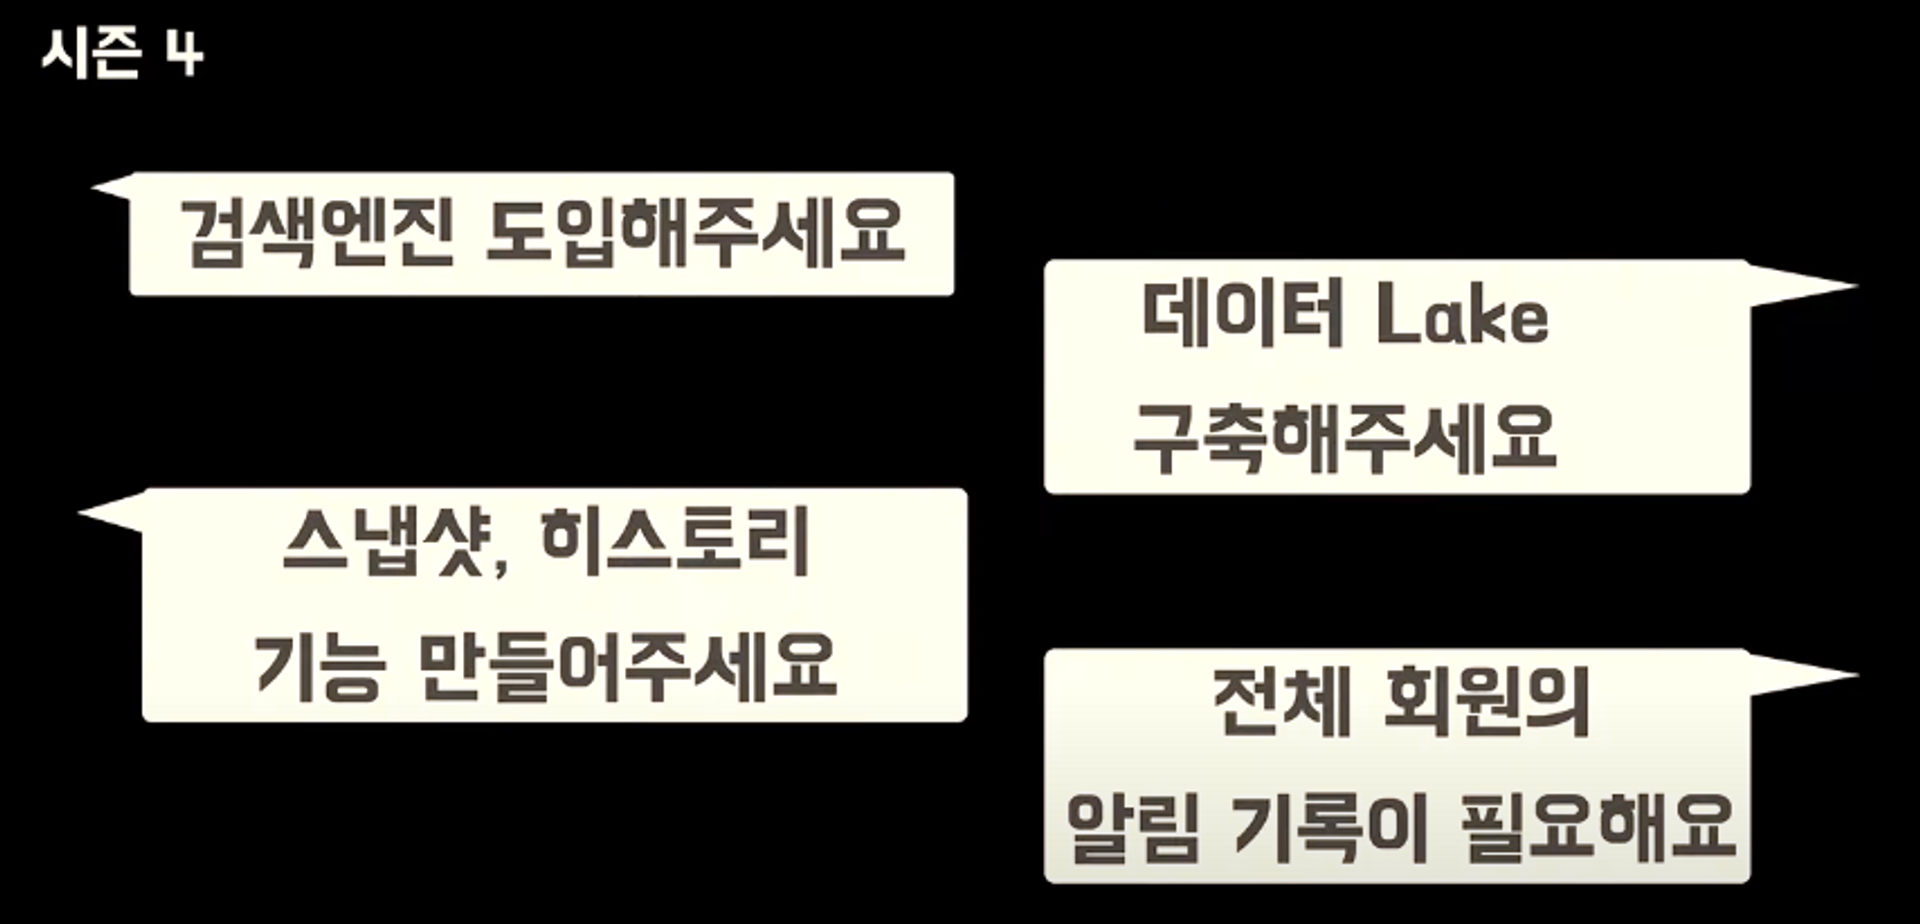 시즌 4
검색엔진 도입해주세요
데이터 Lake
구축해주세요
스냅샷, 히스토리
기능 만들어주세요
전체 회원의
알림 기록이 필요해요